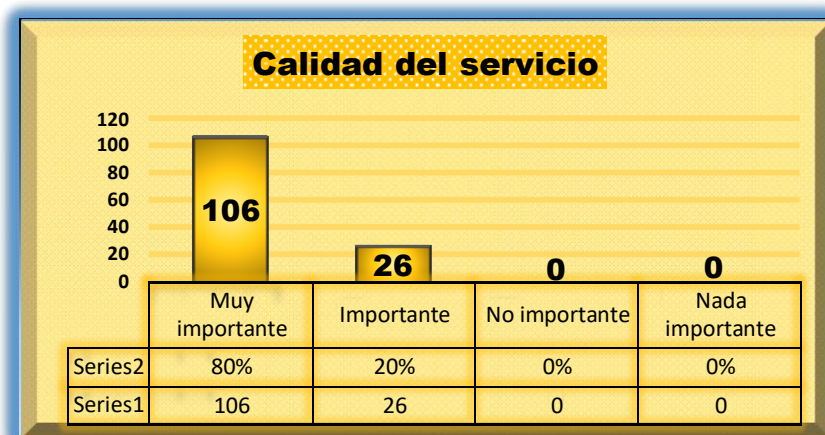 Calidad del servicio
120
100
80
60
40
20
0
106
26
0
0
Muy importante
Importante
No importante
Nada importante
Series2 80% 20% 0% 0%
Series1 106 26 0 0